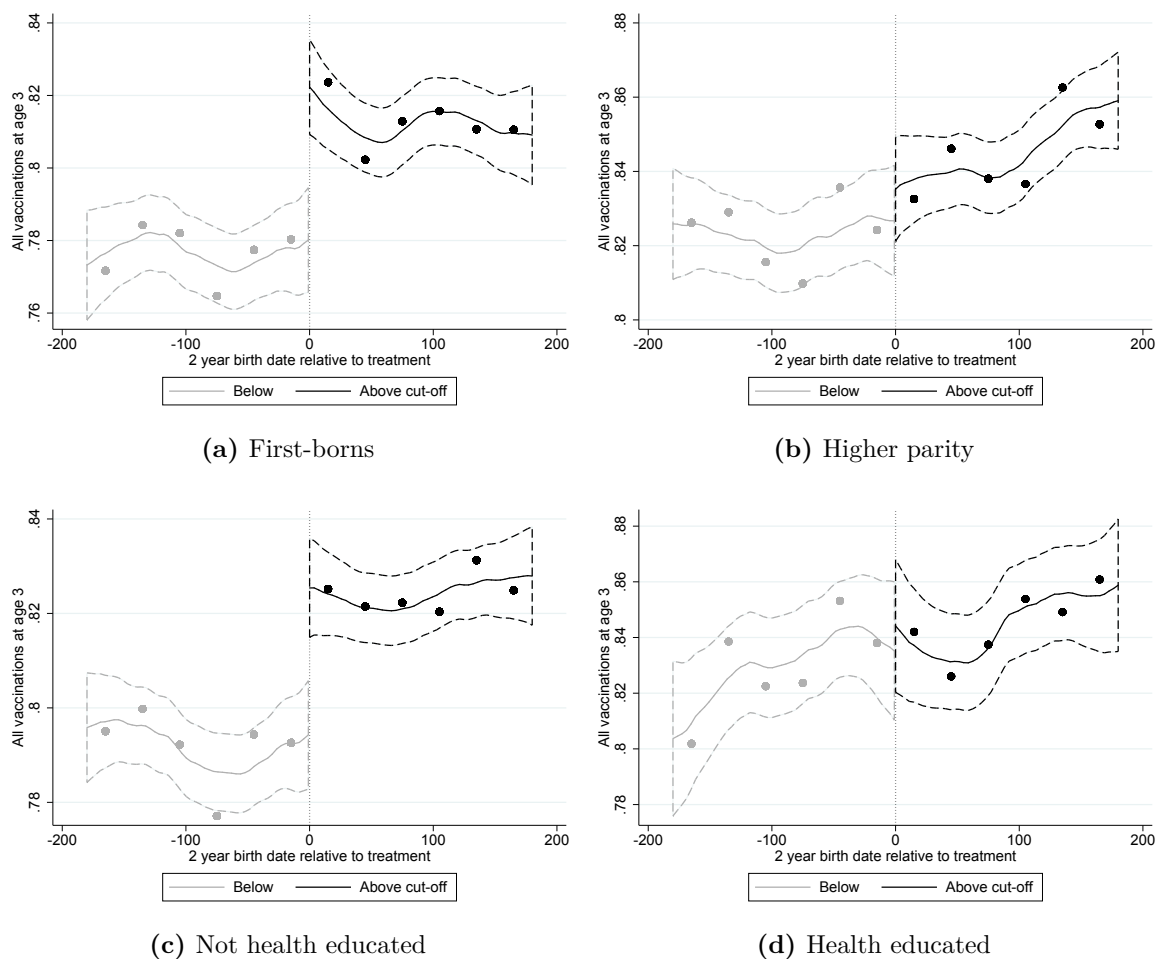 All vaccinations at age 3
.84
.82
.8
.78
.76
-200 -100 0 100 200
2 year birth date relative to treatment
Below Above cut-off
(a) First-borns
All vaccinations at age 3
.88
.86
.84
.82
.8
-200 -100 0 100 200
2 year birth date relative to treatment
Below Above cut-off
(b) Higher parity
All vaccinations at age 3
.84
.82
.8
.78
-200 -100 0 100 200
2 year birth date relative to treatment
Below Above cut-off
(c) Not health educated
All vaccinations at age 3
.88
.86
.84
.82
.8
.78
-200 -100 0 100 200
2 year birth date relative to treatment
Below Above cut-off
(d) Health educated